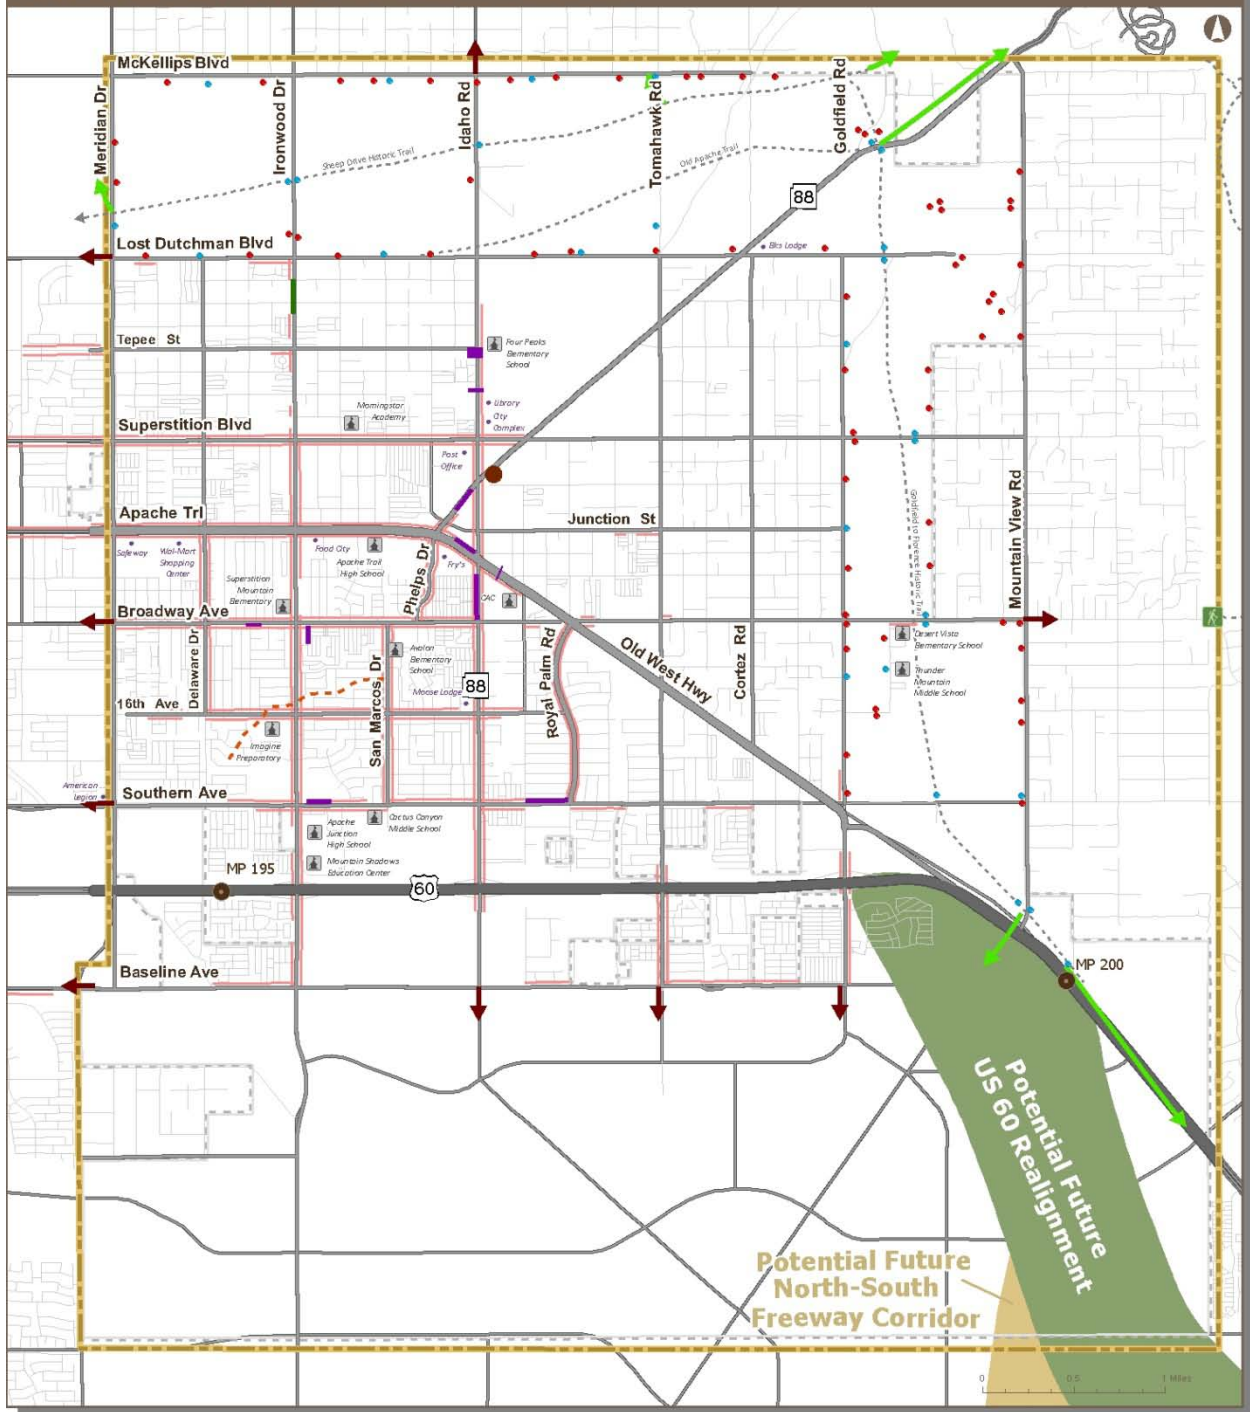 McKellips Blvd
Meridian Dr
Ironwood Dr
Idaho Rd
Tomahawk Rd
Goldfield Rd
Sheep Drive Historic Trail
Old Apache Trail
88
Lost Dutchman Blvd
Elks Lodge
Tepee St
Four Peaks
Elementary
School
Morningstar
Academy
Library
City
Complex
Superstition Blvd
Post
Office
Apache Trl
Junction St
Goldfield to Florence Historic Trail
Mountain View Rd
Safeway
Wal-Mart
Shopping
Center
Food City
Apache Trail
High School
Phelps Dr
Fry's
CAC
Superstition
Mountain
Elementary
Broadway Ave
Delaware Dr
San Marcos Dr
Avalon
Elementary
School
Moose Lodge
88
Royal Palm Rd
Old West Hwy
Cortez Rd
Desert Vista
Elementary School
Thunder
Mountain
Middle School
16th Ave
Imagine
Preparatory
American
Legion
Southern Ave
Apache
Junction
High School
Cactus Canyon
Middle School
Mountain Shadows
Education Center
MP 195
60
Baseline Ave
MP 200
Potential Future
US 60 Realignment
Potential Future
North-South
Freeway Corridor
0 0.5 1 Miles